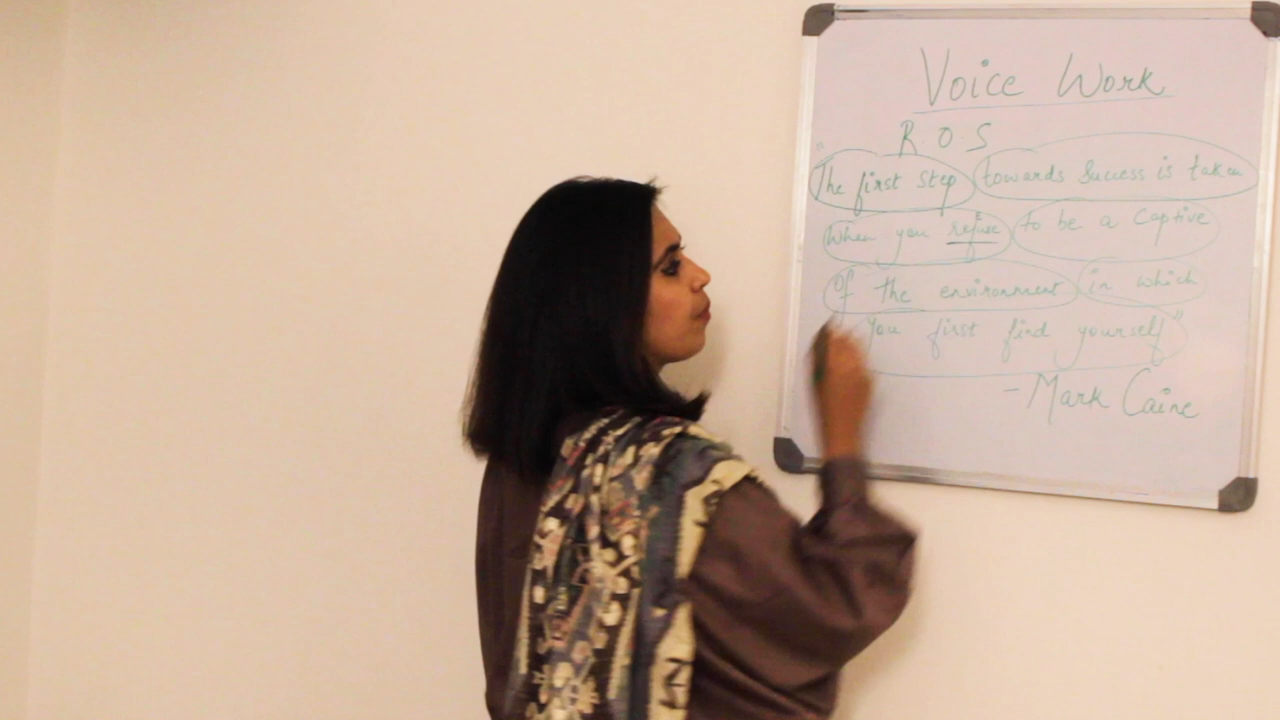 Voice Work
R.O.S
"The first step towards Success is taken
When you refuse to be a Captive
Of the environment in which
You first find yourself"
- Mark Caine